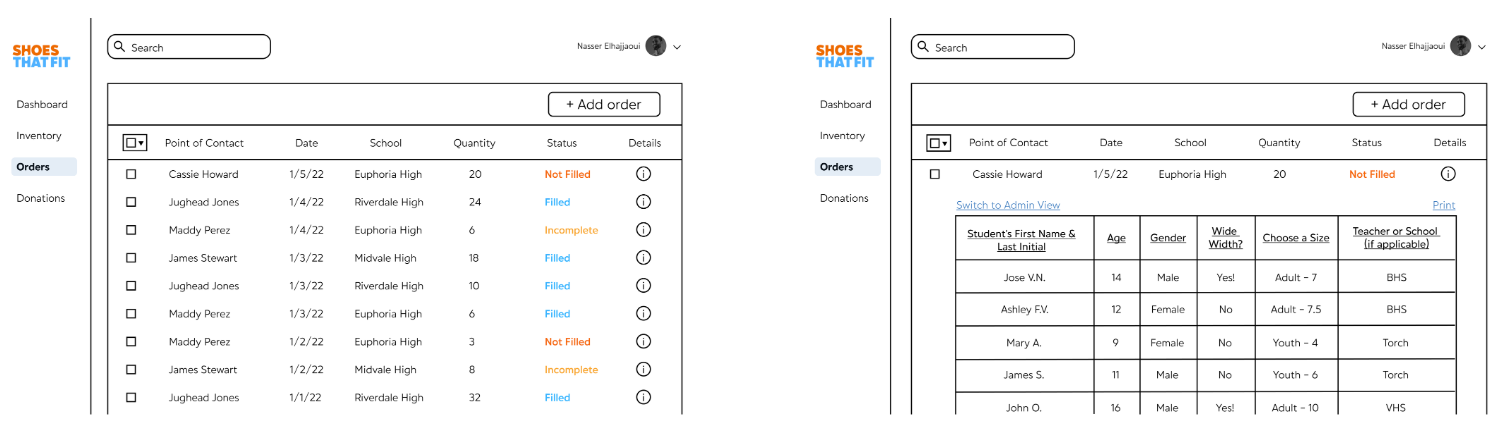 SHOES
THAT FIT
Dashboard
Inventory
Orders
Donations
Search
Nasser Elhajjaoui
+ Add order
Point of Contact Date School Quantity Status Details
Cassie Howard 1/5/22 Euphoria High 20 Not Filled i
Jughead Jones 1/4/22 Riverdale High 24 Filled i
Maddy Perez 1/4/22 Euphoria High 6 Incomplete i
James Stewart 1/3/22 Midvale High 18 Filled i
Jughead Jones 1/3/22 Riverdale High 10 Filled i
Maddy Perez 1/3/22 Euphoria High 6 Filled i
Maddy Perez 1/2/22 Euphoria High 3 Not Filled i
James Stewart 1/2/22 Midvale High 8 Incomplete i
Jughead Jones 1/1/22 Riverdale High 32 Filled i
SHOES
THAT FIT
Dashboard
Inventory
Orders
Donations
Search
Nasser Elhajjaoui
+ Add order
Point of Contact Date School Quantity Status Details
Cassie Howard 1/5/22 Euphoria High 20 Not Filled i
Switch to Admin View Print
Student's First Name &
Last Initial
Age
Gender
Wide
Width?
Choose a Size
Teacher or School
(if applicable)
Jose V.N. 14 Male Yes! Adult - 7 BHS
Ashley F.V. 12 Female No Adult - 7.5 BHS
Mary A. 9 Female No Youth - 4 Torch
James S. 11 Male No Youth - 6 Torch
John O. 16 Male Yes! Adult - 10 VHS